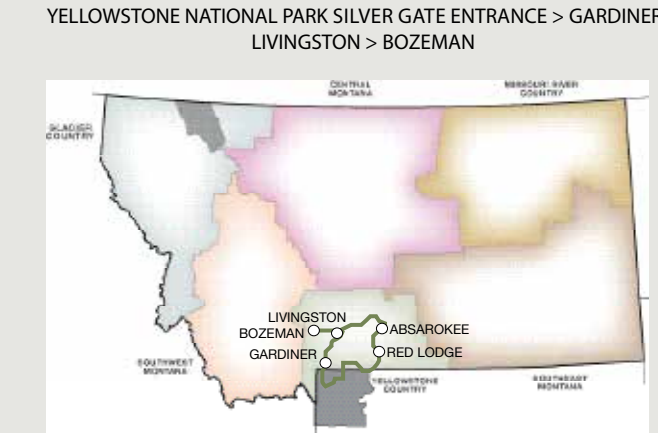 YELLOWSTONE NATIONAL PARK SILVER GATE ENTRANCE > GARDINER
LIVINGSTON > BOZEMAN
CENTRAL
MONTANA
MISSOURI RIVER
COUNTRY
GLACIER
COUNTRY
LIVINGSTON
BOZEMAN
ABSAROKEE
GARDINER
RED LODGE
SOUTHWEST
MONTANA
YELLOWSTONE
COUNTRY
SOUTHEAST
MONTANA